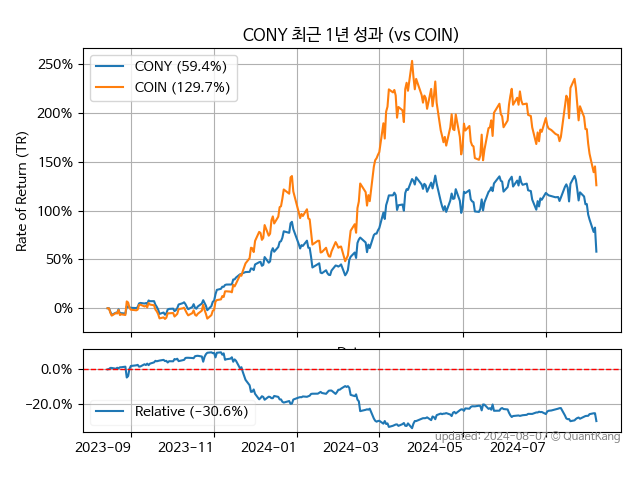 CONY 최근 1년 성과 (vs COIN)
Rate of Return (TR)
250%
200%
150%
100%
50%
0%
CONY (59.4%)
COIN (129.7%)
0.0%
−20.0%
Relative (−30.6%)
2023−09
2023−11
2024−01
2024−03
2024−05
2024−07
updated: 2024−08−07 © QuantKang